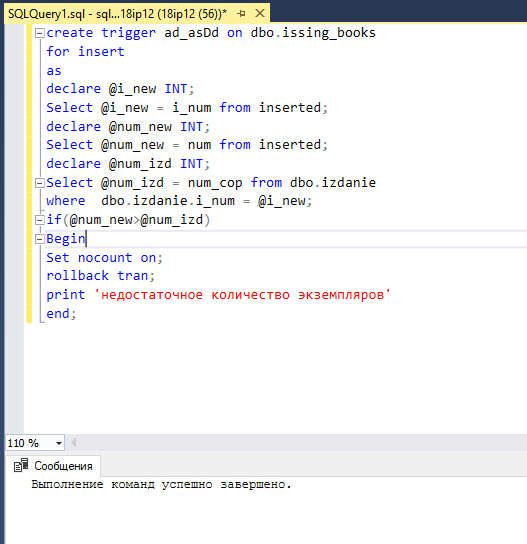 SQLQuery1.sql - sql...18ip12 (18ip12 (56))*
create trigger ad_asDd on dbo.issing_books
for insert
as
declare @i_new INT;
Select @i_new = i_num from inserted;
declare @num_new INT;
Select @num_new = num from inserted;
declare @num_izd INT;
Select @num_izd = num_cop from dbo.izdanie
where  dbo.izdanie.i_num = @i_new;
if(@num_new>@num_izd)
Begin
Set nocount on;
rollback tran;
print 'недостаточное количество экземпляров'
end;
110 %
Сообщения
Выполнение команд успешно завершено.